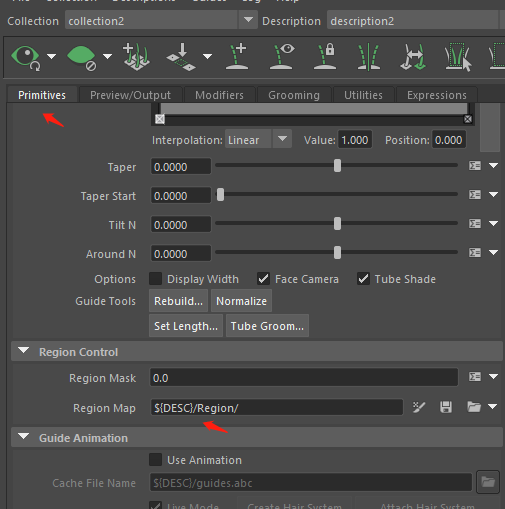 Collection collection2 Description description2
Primitives Preview/Output Modifiers Grooming Utilities Expressions
Interpolation: Linear Value: 1.000 Position: 0.000
Taper 0.0000
Taper Start 0.0000
Tilt N 0.0000
Around N 0.0000
Options Display Width Face Camera Tube Shade
Guide Tools Rebuild... Normalize
Set Length... Tube Groom...
Region Control
Region Mask 0.0
Region Map ${DESC}/Region/
Guide Animation
Use Animation
Cache File Name ${DESC}/guides.abc
Live Mode Create Hair System Attach Hair System